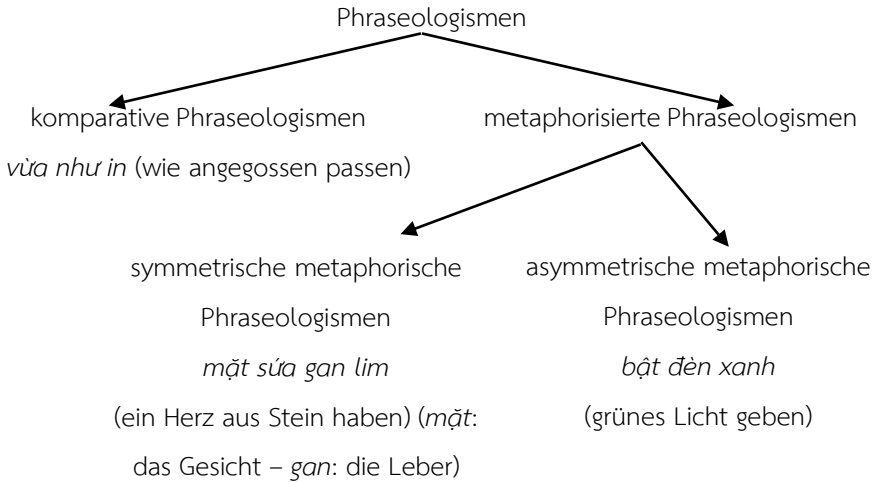 Phraseologismen
komparative Phraseologismen
metaphorisierte Phraseologismen
vừa như in (wie angegossen passen)
symmetrische metaphorische
Phraseologismen
mặt sứa gan lim
(ein Herz aus Stein haben) (mặt:
das Gesicht – gan: die Leber)
asymmetrische metaphorische
Phraseologismen
bật đèn xanh
(grünes Licht geben)